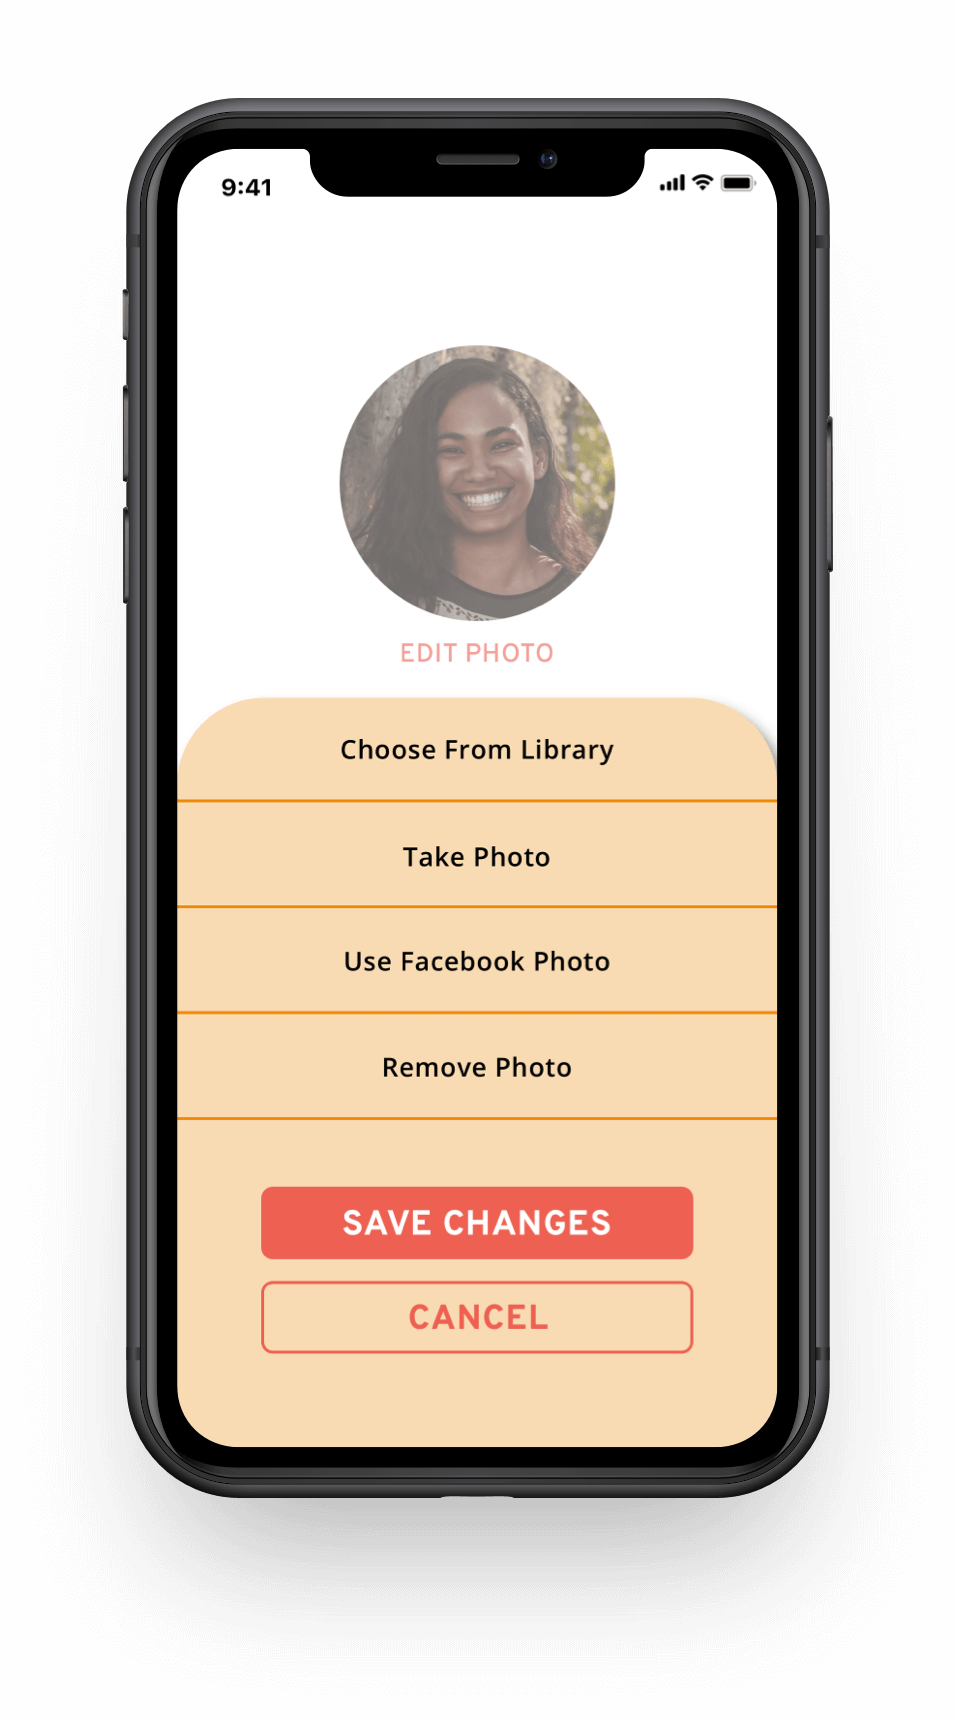 9:41
EDIT PHOTO
Choose From Library
Take Photo
Use Facebook Photo
Remove Photo
SAVE CHANGES
CANCEL